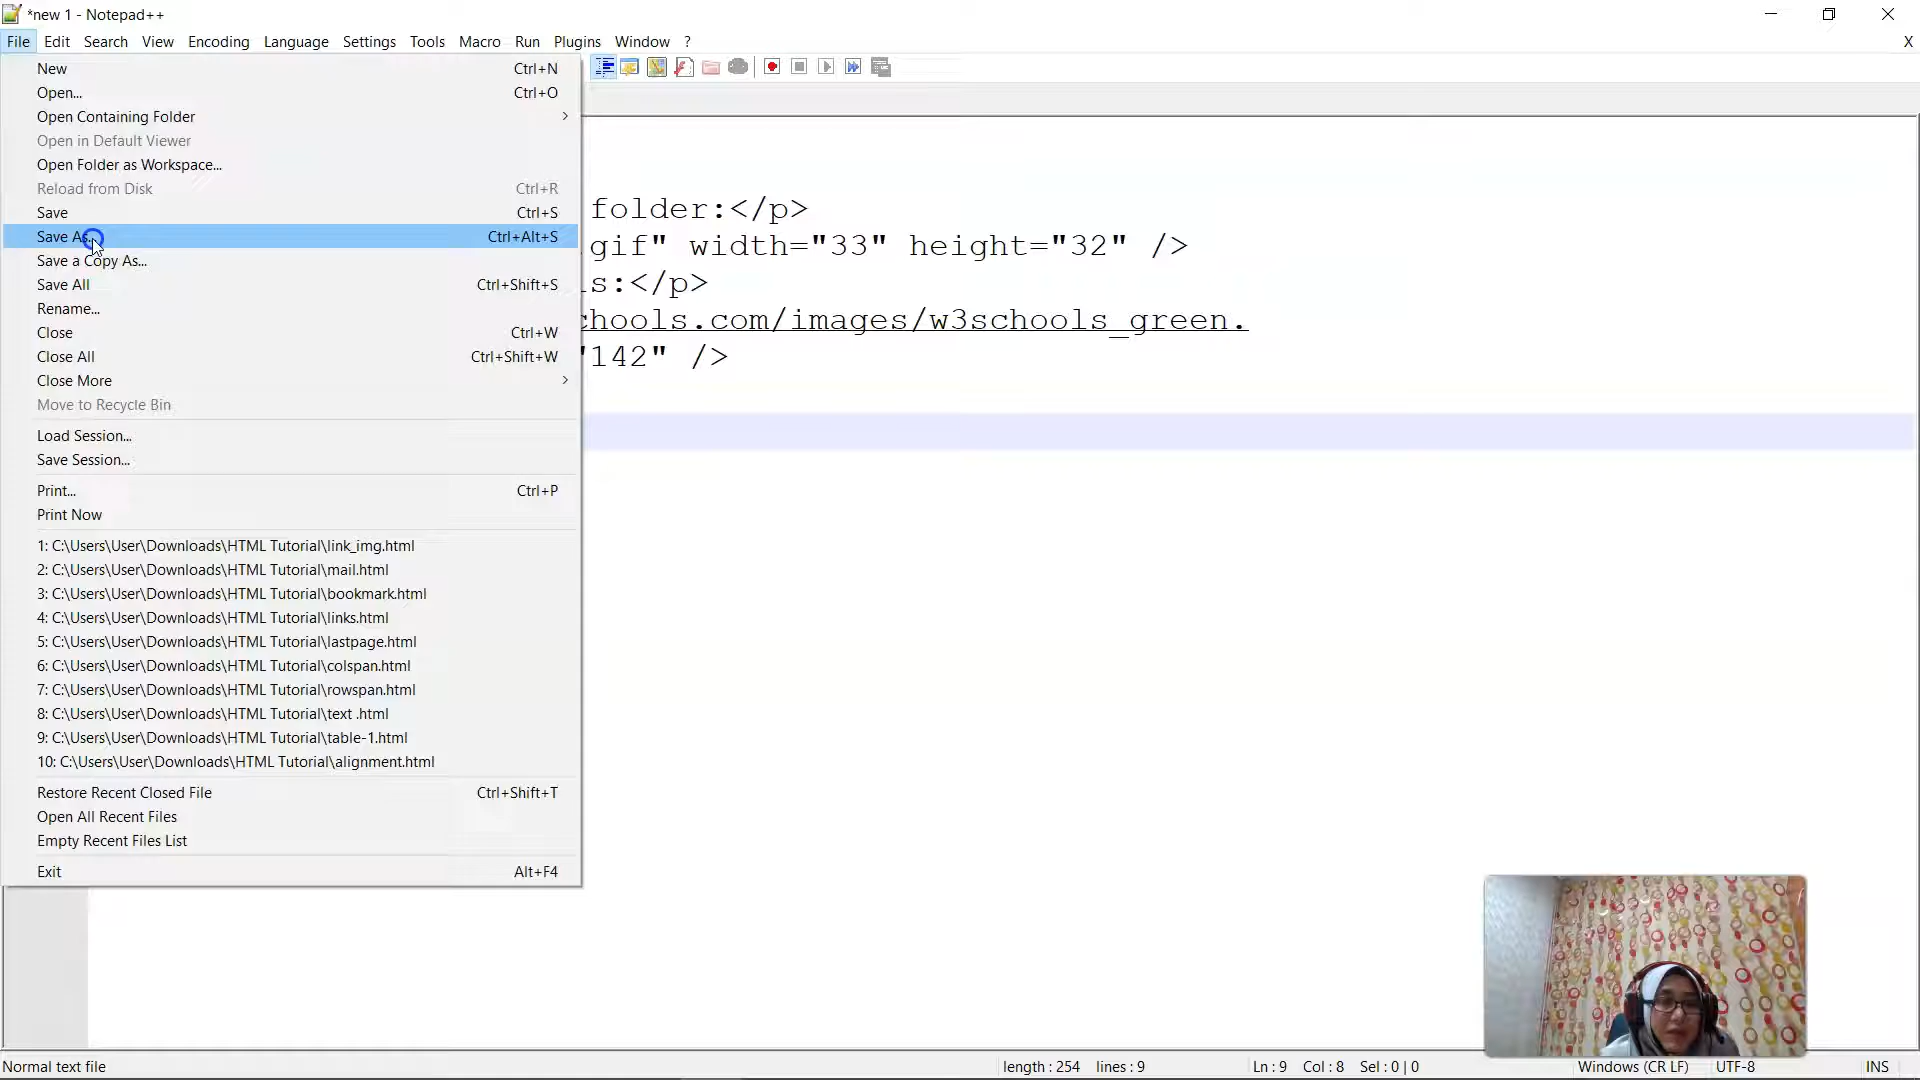 *new 1 - Notepad++
File Edit Search View Encoding Language Settings Tools Macro Run Plugins Window ? X
New Ctrl+N
Open... Ctrl+O
Open Containing Folder >
Open in Default Viewer
Open Folder as Workspace...
Reload from Disk Ctrl+R
Save Ctrl+S
Save As... Ctrl+Alt+S
Save a Copy As...
Save All Ctrl+Shift+S
Rename...
Close Ctrl+W
Close All Ctrl+Shift+W
Close More >
Move to Recycle Bin
Load Session...
Save Session...
Print... Ctrl+P
Print Now
1: C:\Users\User\Downloads\HTML Tutorial\link_img.html
2: C:\Users\User\Downloads\HTML Tutorial\mail.html
3: C:\Users\User\Downloads\HTML Tutorial\bookmark.html
4: C:\Users\User\Downloads\HTML Tutorial\links.html
5: C:\Users\User\Downloads\HTML Tutorial\lastpage.html
6: C:\Users\User\Downloads\HTML Tutorial\colspan.html
7: C:\Users\User\Downloads\HTML Tutorial\rowspan.html
8: C:\Users\User\Downloads\HTML Tutorial\text .html
9: C:\Users\User\Downloads\HTML Tutorial\table-1.html
10: C:\Users\User\Downloads\HTML Tutorial\alignment.html
Restore Recent Closed File Ctrl+Shift+T
Open All Recent Files
Empty Recent Files List
Exit Alt+F4
folder:</p>
gif" width="33" height="32" />
s:</p>
chools.com/images/w3schools_green.
"142" />
Normal text file length : 254 lines : 9 Ln : 9 Col : 8 Sel : 0 | 0 Windows (CR LF) UTF-8 INS